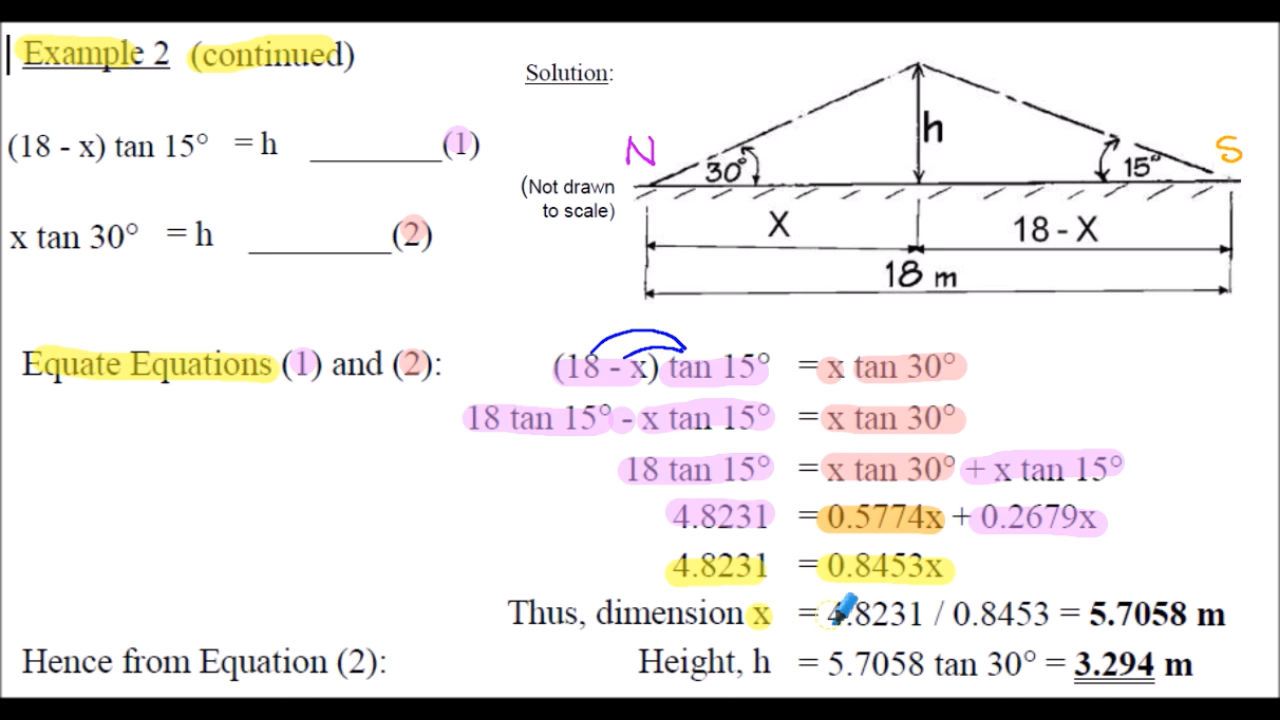 Example 2 (continued)
Solution:
(18 - x) tan 15° = h ________(1)
x tan 30° = h _________(2)
N
S
h
30°
15°
(Not drawn
to scale)
X
18 - X
18 m
Equate Equations (1) and (2):
(18 - x) tan 15° = x tan 30°
18 tan 15° - x tan 15° = x tan 30°
18 tan 15° = x tan 30° + x tan 15°
4.8231 = 0.5774x + 0.2679x
4.8231 = 0.8453x
Thus, dimension x = 4.8231 / 0.8453 = 5.7058 m
Hence from Equation (2): Height, h = 5.7058 tan 30° = 3.294 m